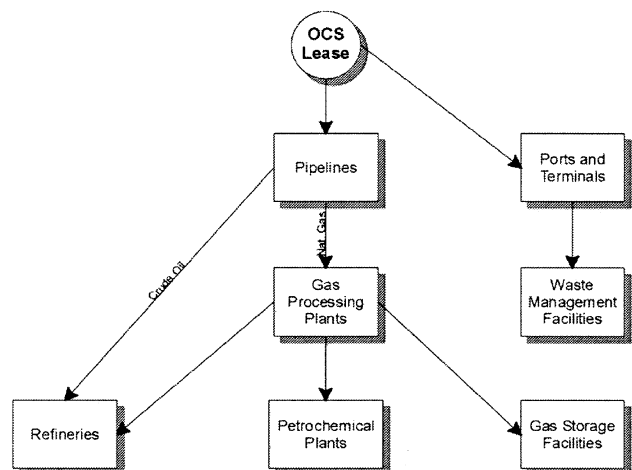 OCS
Lease
Pipelines
Ports and
Terminals
Nat. Gas
Crude Oil
Gas
Processing
Plants
Waste
Management
Facilities
Refineries
Petrochemical
Plants
Gas Storage
Facilities